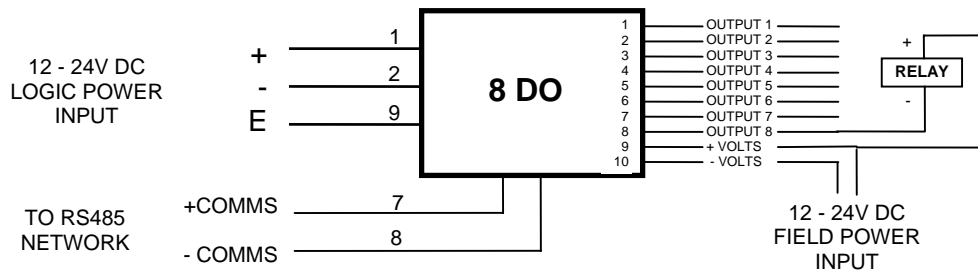 12 - 24V DC
LOGIC POWER
INPUT
+ 1
- 2
E 9
8 DO
1 OUTPUT 1
2 OUTPUT 2
3 OUTPUT 3
4 OUTPUT 4
5 OUTPUT 5
6 OUTPUT 6
7 OUTPUT 7
8 OUTPUT 8
9 + VOLTS
10 - VOLTS
+
RELAY
-
TO RS485
NETWORK
+COMMS 7
- COMMS 8
12 - 24V DC
FIELD POWER
INPUT